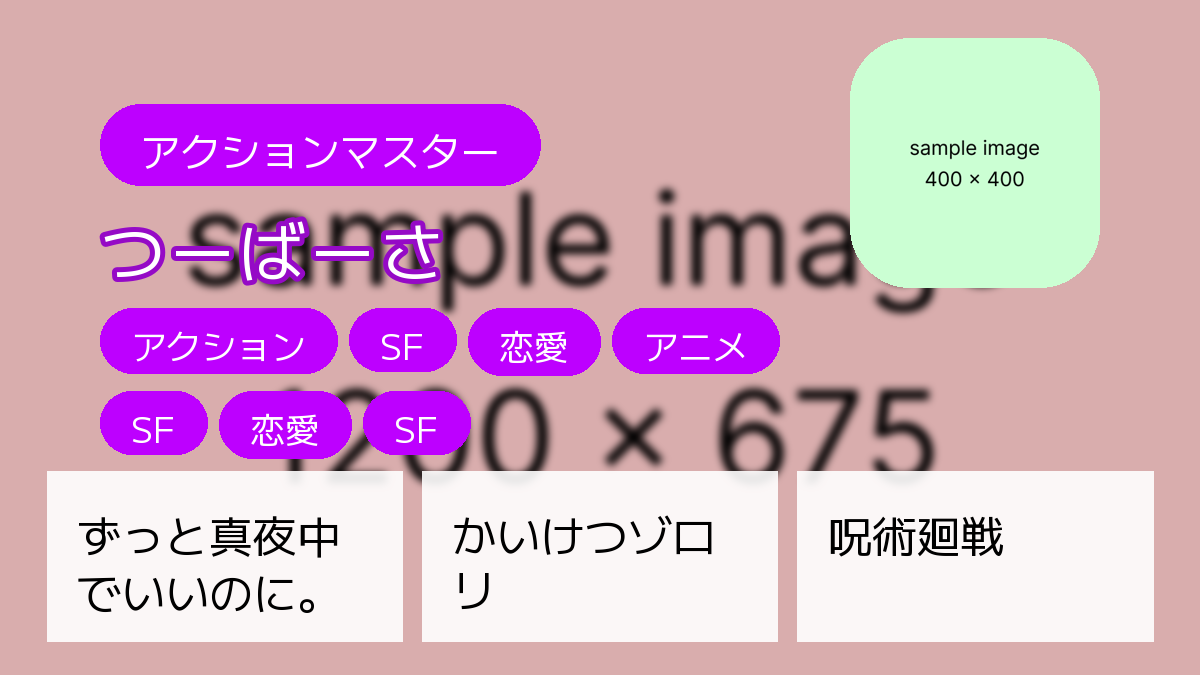 アクションマスター
sample image
400 × 400
つーばーさ
sample image
1200 × 675
アクション SF 恋愛 アニメ
SF 恋愛 SF
ずっと真夜中
でいいのに。
かいけつゾロ
リ
呪術廻戦